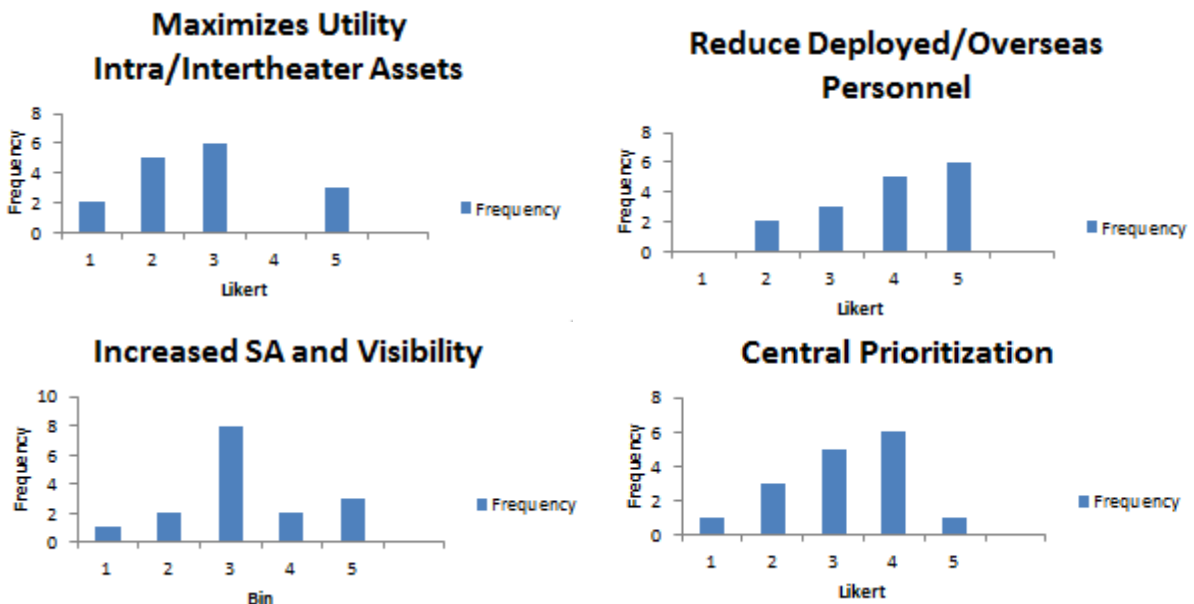 Maximizes Utility
Intra/Intertheater Assets
8
6
4
2
0
Frequency
1 2 3 4 5
Likert
Frequency
Reduce Deployed/Overseas
Personnel
8
6
4
2
0
Frequency
1 2 3 4 5
Likert
Frequency
Increased SA and Visibility
10
8
6
4
2
0
Frequency
1 2 3 4 5
Bin
Frequency
Central Prioritization
8
6
4
2
0
Frequency
1 2 3 4 5
Likert
Frequency